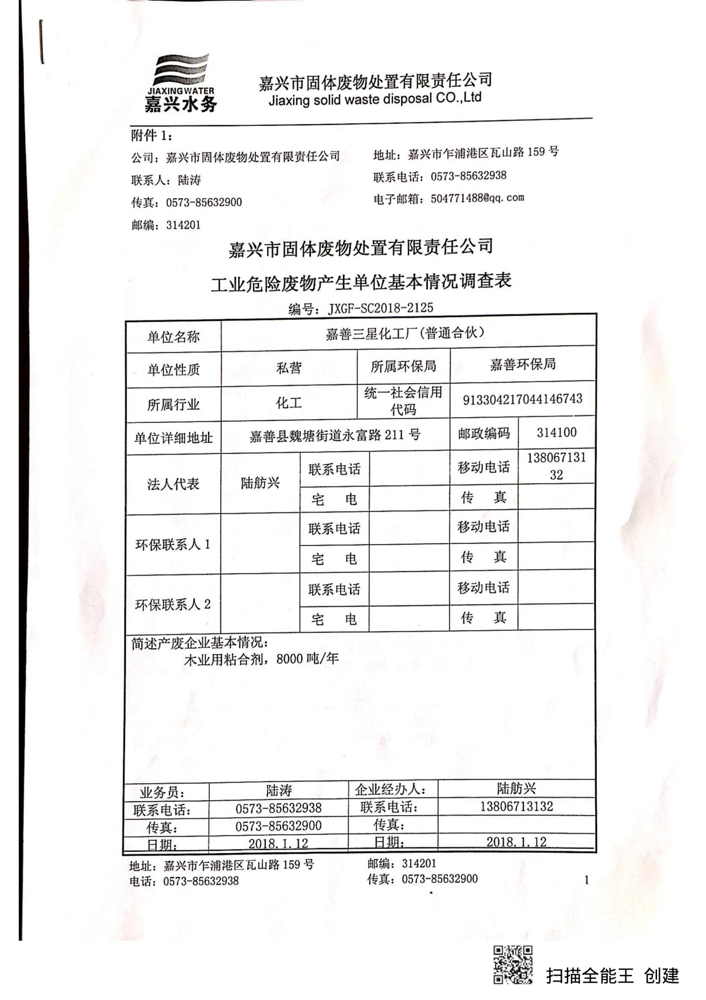 JIAXINGWATER
嘉兴水务
嘉兴市固体废物处置有限责任公司
Jiaxing solid waste disposal CO.,Ltd
附件 1：
公司：嘉兴市固体废物处置有限责任公司 地址：嘉兴市乍浦港区瓦山路 159 号
联系人：陆涛 联系电话：0573-85632938
传真：0573-85632900 电子邮箱：504771488@qq.com
邮编：314201
嘉兴市固体废物处置有限责任公司
工业危险废物产生单位基本情况调查表
编号：JXGF-SC2018-2125
单位名称 嘉善三星化工厂(普通合伙）
单位性质 私营 所属环保局 嘉善环保局
所属行业 化工 统一社会信用
代码 913304217044146743
单位详细地址 嘉善县魏塘街道永富路 211 号 邮政编码 314100
法人代表 陆舫兴 联系电话 移动电话 138067131
32
宅 电 传 真
环保联系人 1 联系电话 移动电话
宅 电 传 真
环保联系人 2 联系电话 移动电话
宅 电 传 真
简述产废企业基本情况：
木业用粘合剂，8000 吨/年
业务员： 陆涛 企业经办人： 陆舫兴
联系电话： 0573-85632938 联系电话： 13806713132
传真： 0573-85632900 传真：
日期： 2018.1.12 日期： 2018.1.12
地址：嘉兴市乍浦港区瓦山路 159 号 邮编：314201
电话：0573-85632938 传真：0573-85632900 1
扫描全能王 创建